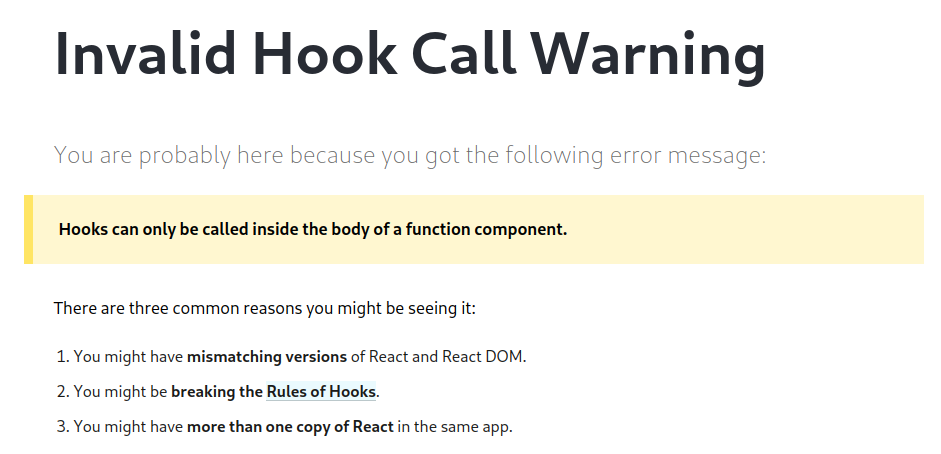 Invalid Hook Call Warning
You are probably here because you got the following error message:
Hooks can only be called inside the body of a function component.
There are three common reasons you might be seeing it:
1. You might have mismatching versions of React and React DOM.
2. You might be breaking the Rules of Hooks.
3. You might have more than one copy of React in the same app.